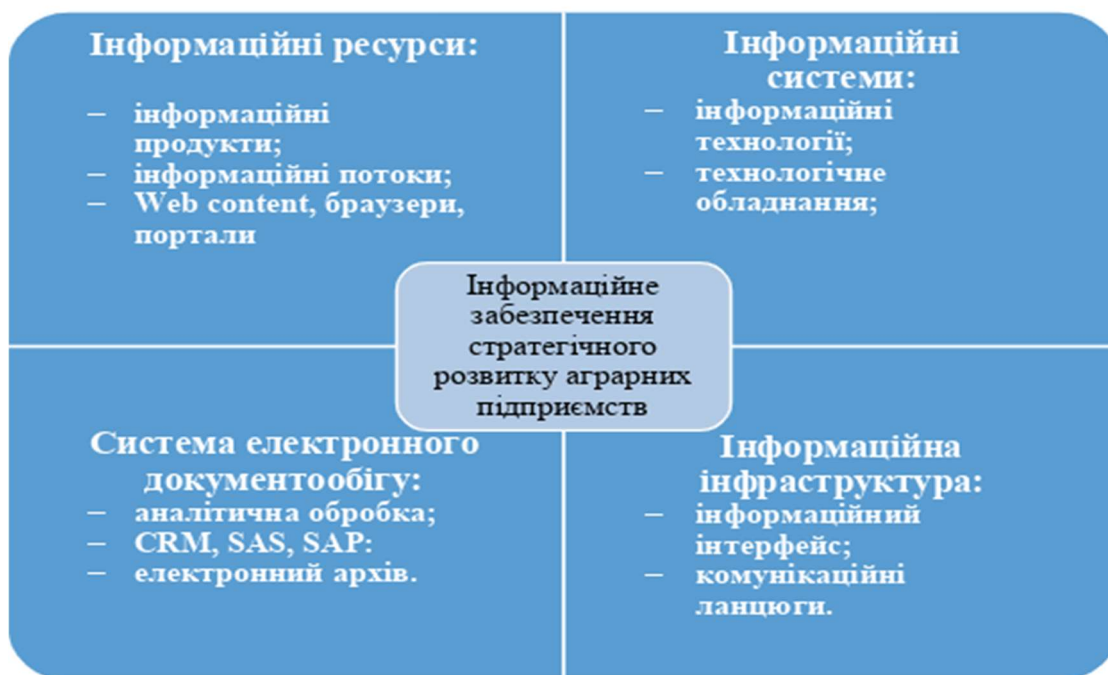 Інформаційні ресурси:
– інформаційні
продукти;
– інформаційні потоки;
– Web content, браузери,
портали
Інформаційні
системи:
– інформаційні
технології;
– технологічне
обладнання;
Інформаційне
забезпечення
стратегічного
розвитку аграрних
підприємств
Система електронного
документообігу:
– аналітична обробка;
– CRM, SAS, SAP:
– електронний архів.
Інформаційна
інфраструктура:
– інформаційний
інтерфейс;
– комунікаційні
ланцюги.